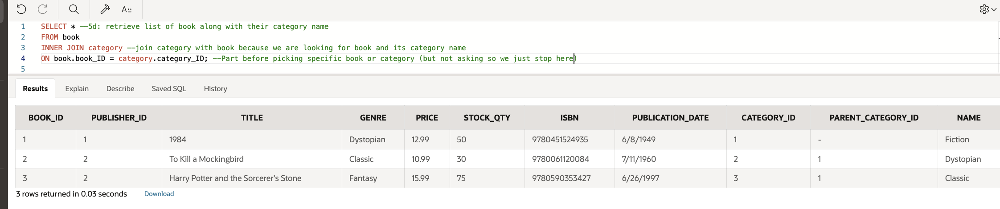 A::
1 SELECT * --5d: retrieve list of book along with their category name
2 FROM book
3 INNER JOIN category --join category with book because we are looking for book and its category name
4 ON book.book_ID = category.category_ID; --Part before picking specific book or category (but not asking so we just stop here)
5
Results Explain Describe Saved SQL History
BOOK_ID PUBLISHER_ID TITLE GENRE PRICE STOCK_QTY ISBN PUBLICATION_DATE CATEGORY_ID PARENT_CATEGORY_ID NAME
1 1 1984 Dystopian 12.99 50 9780451524935 6/8/1949 1 - Fiction
2 2 To Kill a Mockingbird Classic 10.99 30 9780061120084 7/11/1960 2 1 Dystopian
3 2 Harry Potter and the Sorcerer's Stone Fantasy 15.99 75 9780590353427 6/26/1997 3 1 Classic
3 rows returned in 0.03 seconds Download